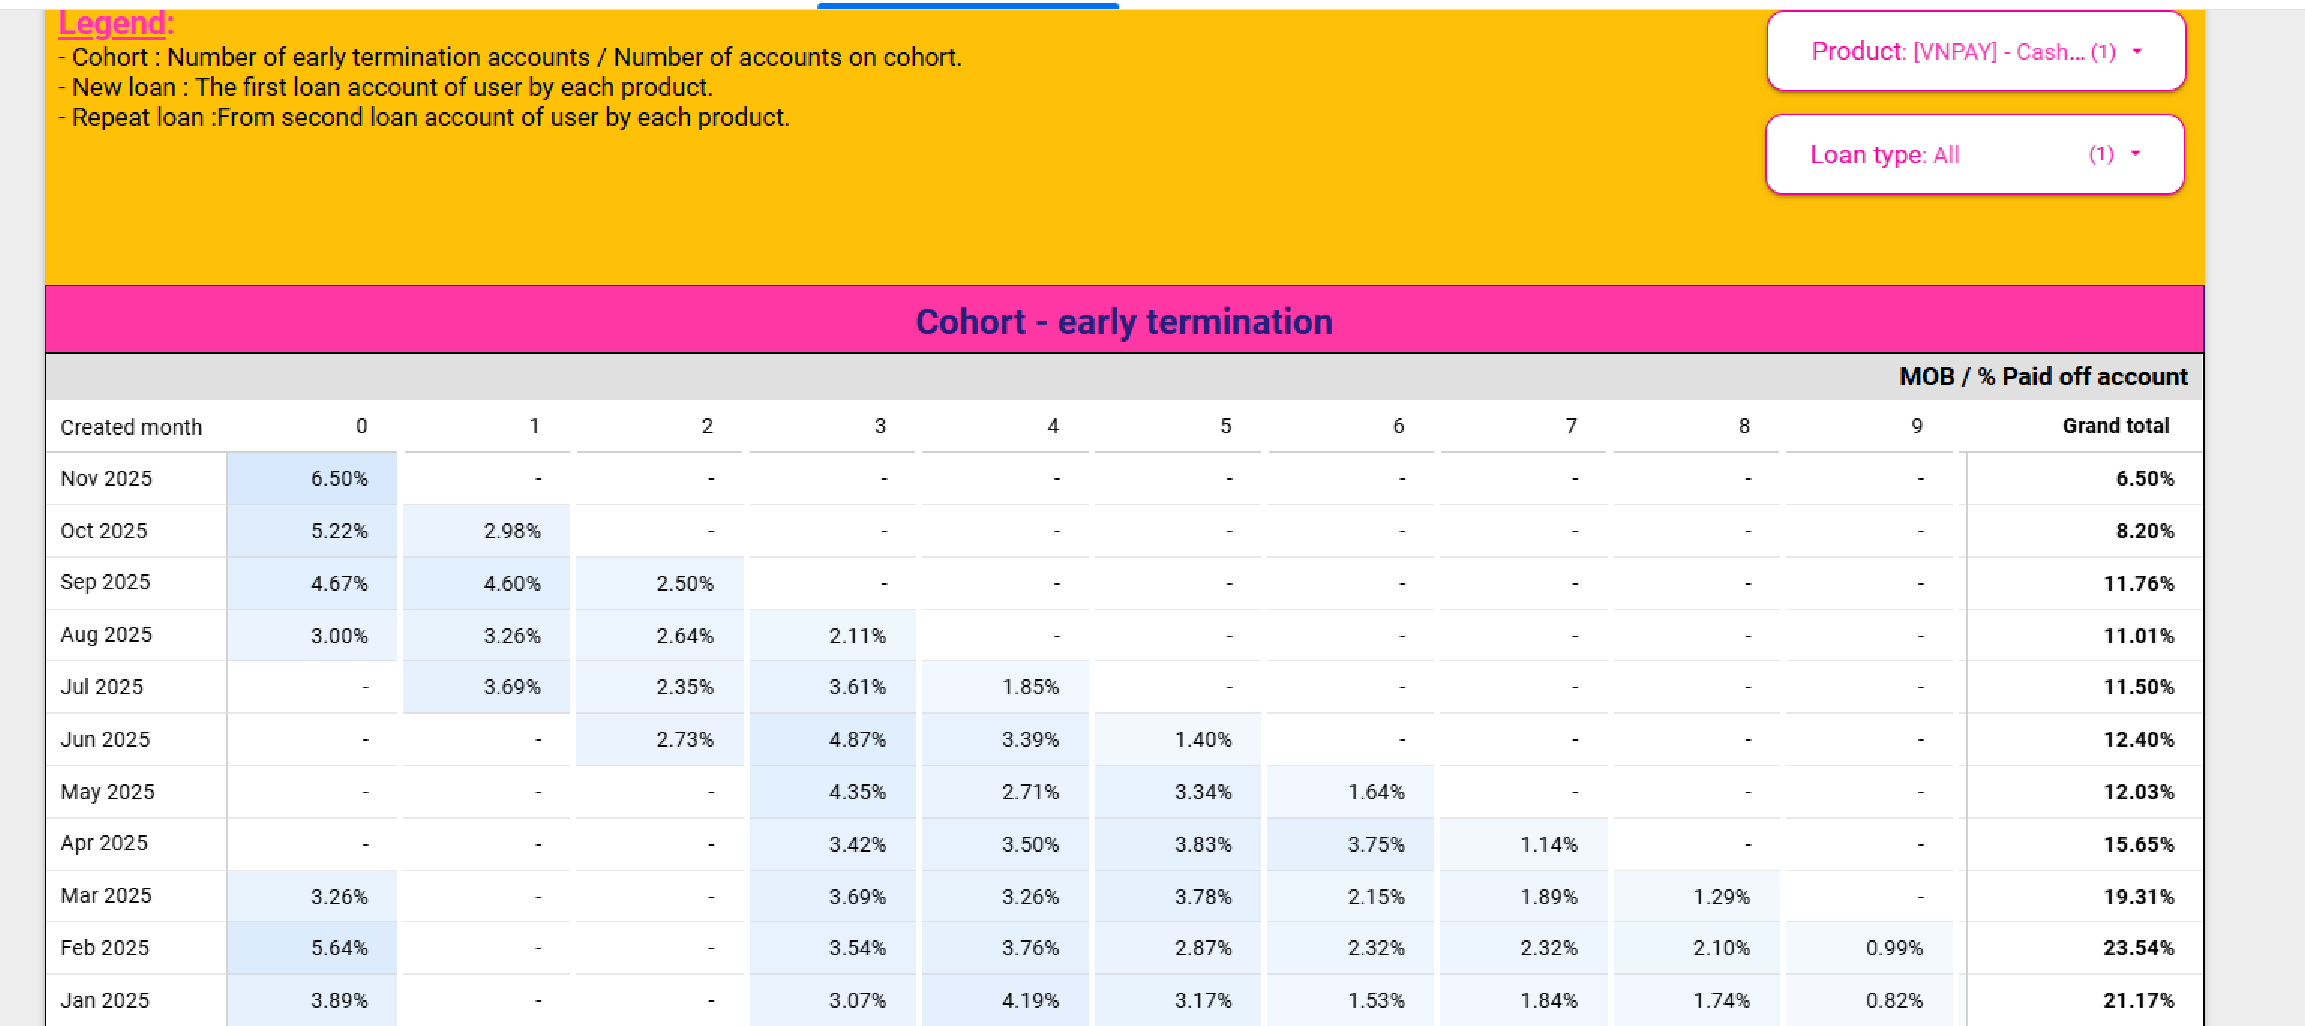 Legend:
- Cohort : Number of early termination accounts / Number of accounts on cohort.
- New loan : The first loan account of user by each product.
- Repeat loan :From second loan account of user by each product.
Product: [VNPAY] - Cash... (1)
Loan type: All (1)
Cohort - early termination
MOB / % Paid off account
Created month 0 1 2 3 4 5 6 7 8 9 Grand total
Nov 2025 6.50% - - - - - - - - - 6.50%
Oct 2025 5.22% 2.98% - - - - - - - - 8.20%
Sep 2025 4.67% 4.60% 2.50% - - - - - - - 11.76%
Aug 2025 3.00% 3.26% 2.64% 2.11% - - - - - - 11.01%
Jul 2025 - 3.69% 2.35% 3.61% 1.85% - - - - - 11.50%
Jun 2025 - - 2.73% 4.87% 3.39% 1.40% - - - - 12.40%
May 2025 - - - 4.35% 2.71% 3.34% 1.64% - - - 12.03%
Apr 2025 - - - 3.42% 3.50% 3.83% 3.75% 1.14% - - 15.65%
Mar 2025 3.26% - - 3.69% 3.26% 3.78% 2.15% 1.89% 1.29% - 19.31%
Feb 2025 5.64% - - 3.54% 3.76% 2.87% 2.32% 2.32% 2.10% 0.99% 23.54%
Jan 2025 3.89% - - 3.07% 4.19% 3.17% 1.53% 1.84% 1.74% 0.82% 21.17%